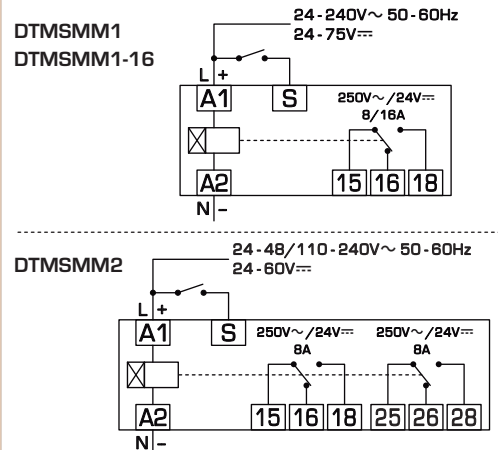 DTMSMM1
DTMSMM1-16
24-240V~ 50-60Hz
24-75V⎓
L +
A1
S
250V~/24V⎓
8/16A
A2
15 16 18
N -
DTMSMM2
24-48/110-240V~ 50-60Hz
24-60V⎓
L +
A1
S
250V~/24V⎓
8A
250V~/24V⎓
8A
A2
15 16 18 25 26 28
N -